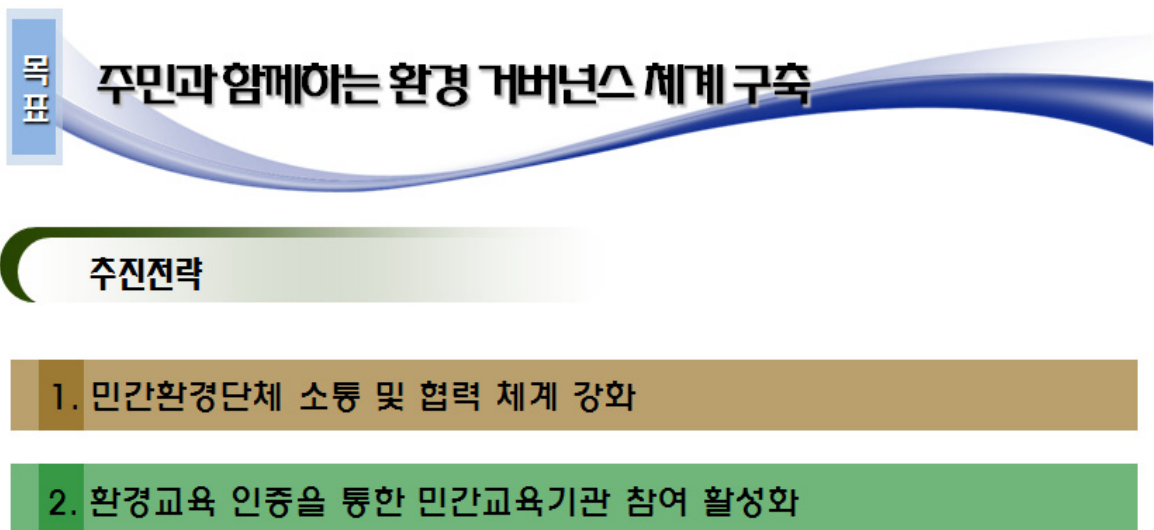 목표
주민과 함께하는 환경 거버넌스 체계 구축
추진전략
1. 민간환경단체 소통 및 협력 체계 강화
2. 환경교육 인증을 통한 민간교육기관 참여 활성화